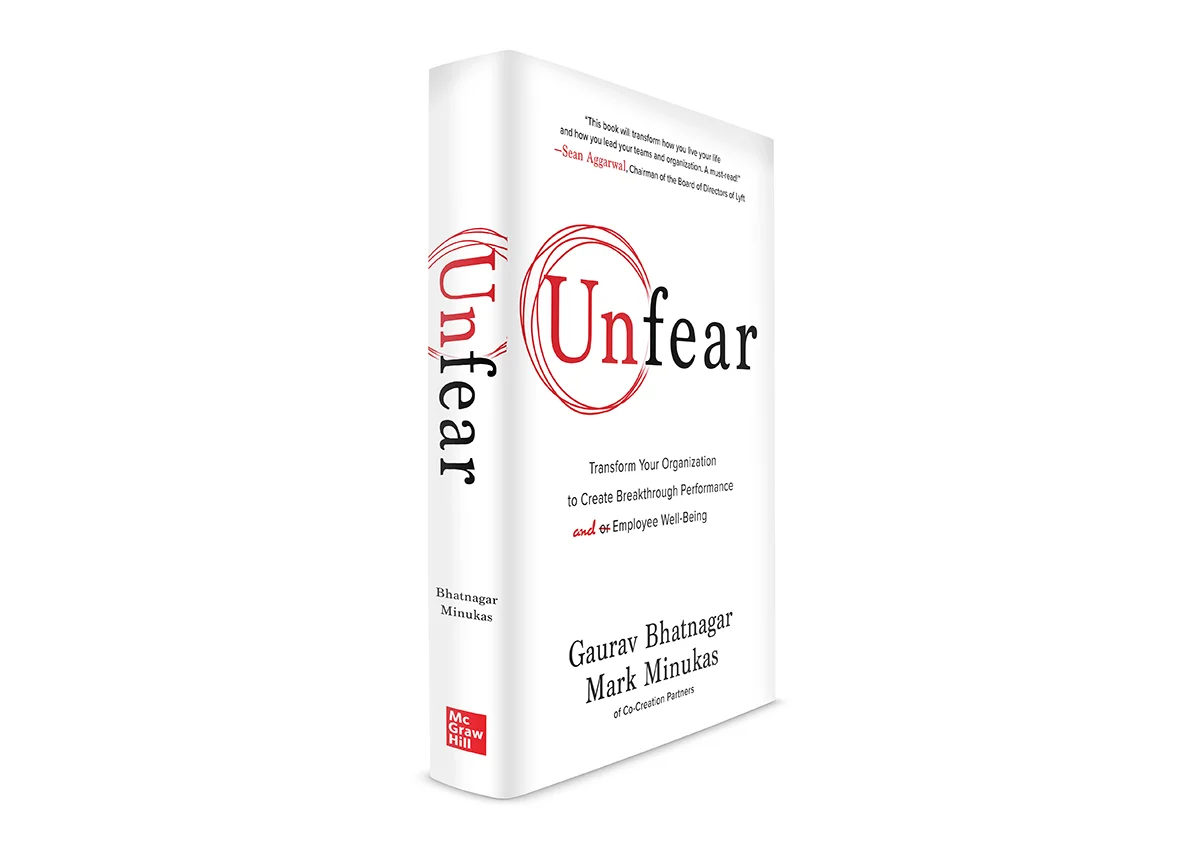 "This book will transform how you live your life
and how you lead your teams and organization. A must-read!"
—Sean Aggarwal, Chairman of the Board of Directors of Lyft
Unfear
Transform Your Organization
to Create Breakthrough Performance
and or Employee Well-Being
Gaurav Bhatnagar
Mark Minukas
of Co-Creation Partners
Unfear
Bhatnagar
Minukas
Mc
Graw
Hill